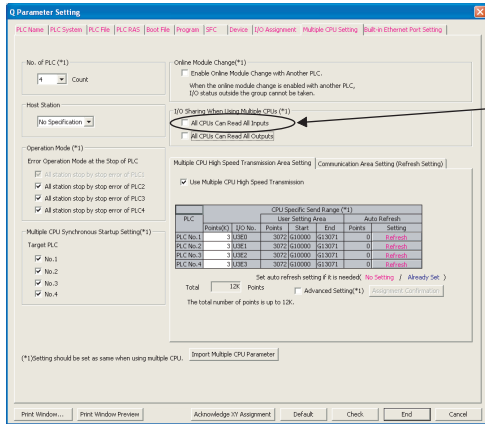 Q Parameter Setting
PLC Name PLC System PLC File PLC RAS Boot File Program SFC Device I/O Assignment Multiple CPU Setting Built-in Ethernet Port Setting
No. of PLC (*1)
4 Count
Host Station
No Specification
Operation Mode (*1)
Error Operation Mode at the Stop of PLC
All station stop by stop error of PLC1
All station stop by stop error of PLC2
All station stop by stop error of PLC3
All station stop by stop error of PLC4
Multiple CPU Synchronous Startup Setting(*1)
Target PLC
No.1
No.2
No.3
No.4
Online Module Change(*1)
Enable Online Module Change with Another PLC.
When the online module change is enabled with another PLC,
I/O status outside the group cannot be taken.
I/O Sharing When Using Multiple CPUs (*1)
All CPUs Can Read All Inputs
All CPUs Can Read All Outputs
Multiple CPU High Speed Transmission Area Setting Communication Area Setting (Refresh Setting)
Use Multiple CPU High Speed Transmission
CPU Specific Send Range (*1)
PLC User Setting Area Auto Refresh
Points(K) I/O No. Points Start End Points Setting
PLC No.1 3 U3E0 3072 G10000 G13071 0 Refresh
PLC No.2 3 U3E1 3072 G10000 G13071 0 Refresh
PLC No.3 3 U3E2 3072 G10000 G13071 0 Refresh
PLC No.4 3 U3E3 3072 G10000 G13071 0 Refresh
Set auto refresh setting if it is needed( No Setting / Already Set )
Total 12K Points Advanced Setting(*1) Assignment Confirmation
The total number of points is up to 12K.
(*1)Setting should be set as same when using multiple CPU. Import Multiple CPU Parameter
Print Window... Print Window Preview Acknowledge XY Assignment Default Check End Cancel